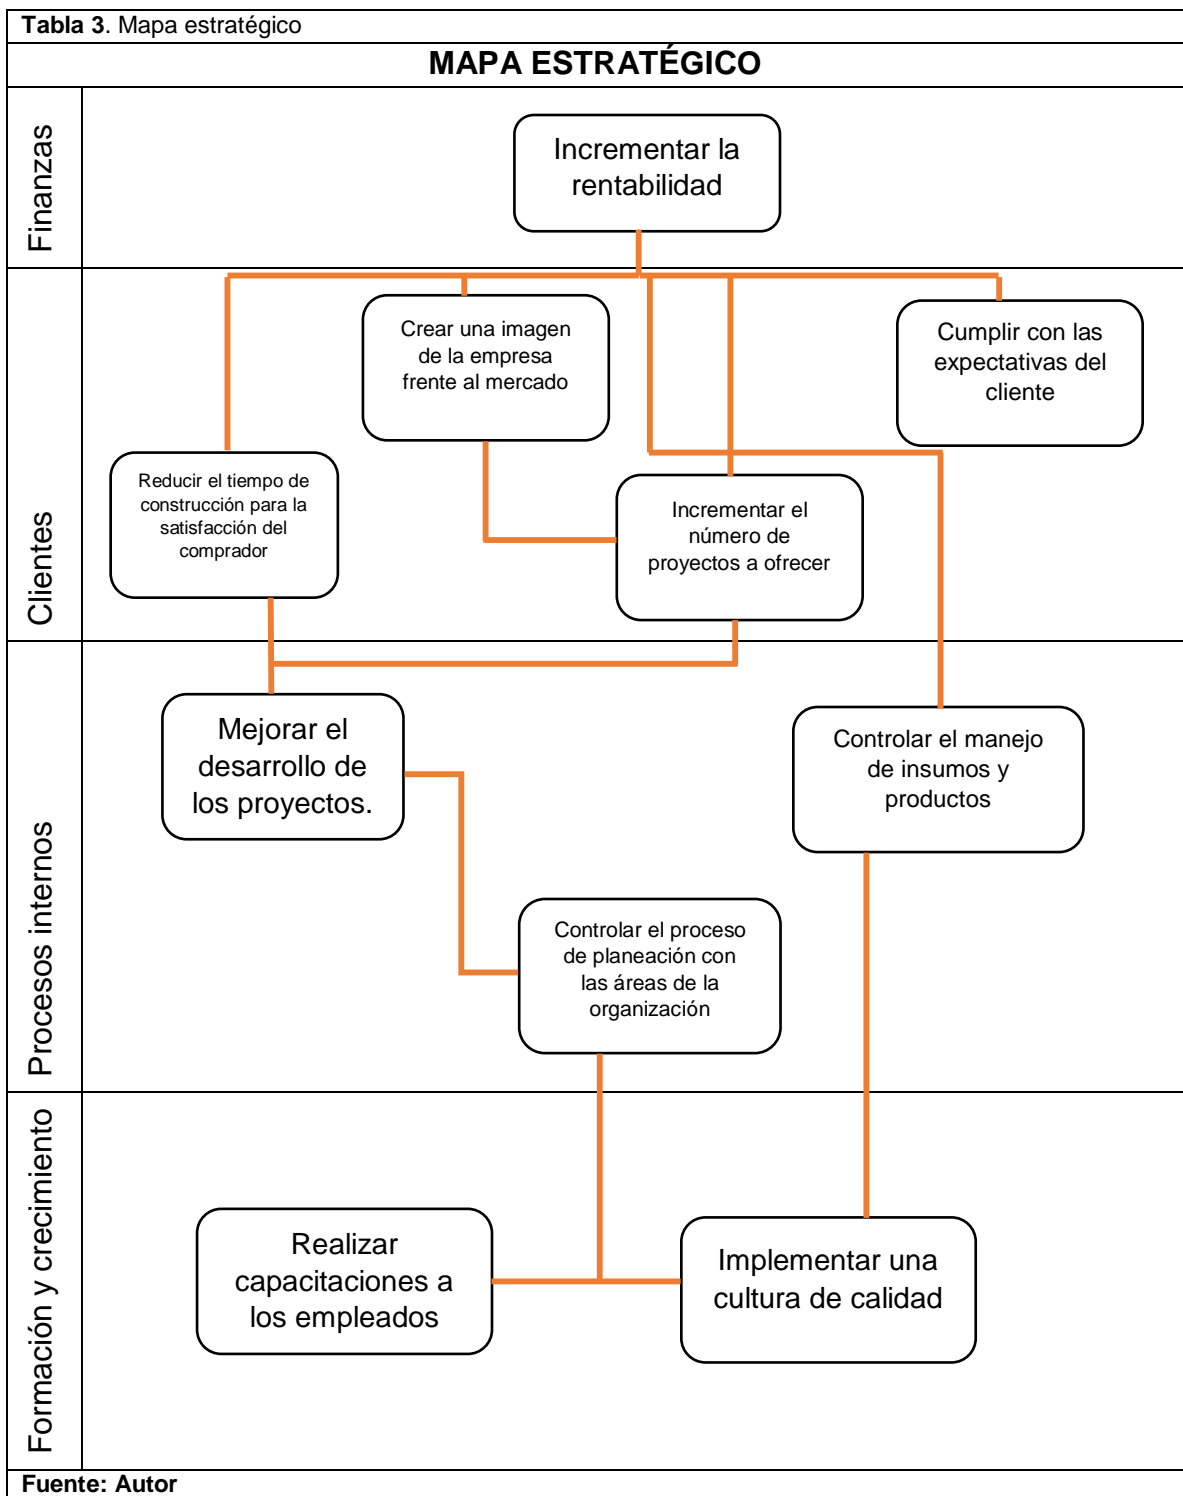 Tabla 3. Mapa estratégico
MAPA ESTRATÉGICO
Finanzas
Incrementar la
rentabilidad
Clientes
Crear una imagen
de la empresa
frente al mercado
Cumplir con las
expectativas del
cliente
Reducir el tiempo de
construcción para la
satisfacción del
comprador
Incrementar el
número de
proyectos a ofrecer
Procesos internos
Mejorar el
desarrollo de
los proyectos.
Controlar el manejo
de insumos y
productos
Controlar el proceso
de planeación con
las áreas de la
organización
Formación y crecimiento
Realizar
capacitaciones a
los empleados
Implementar una
cultura de calidad
Fuente: Autor